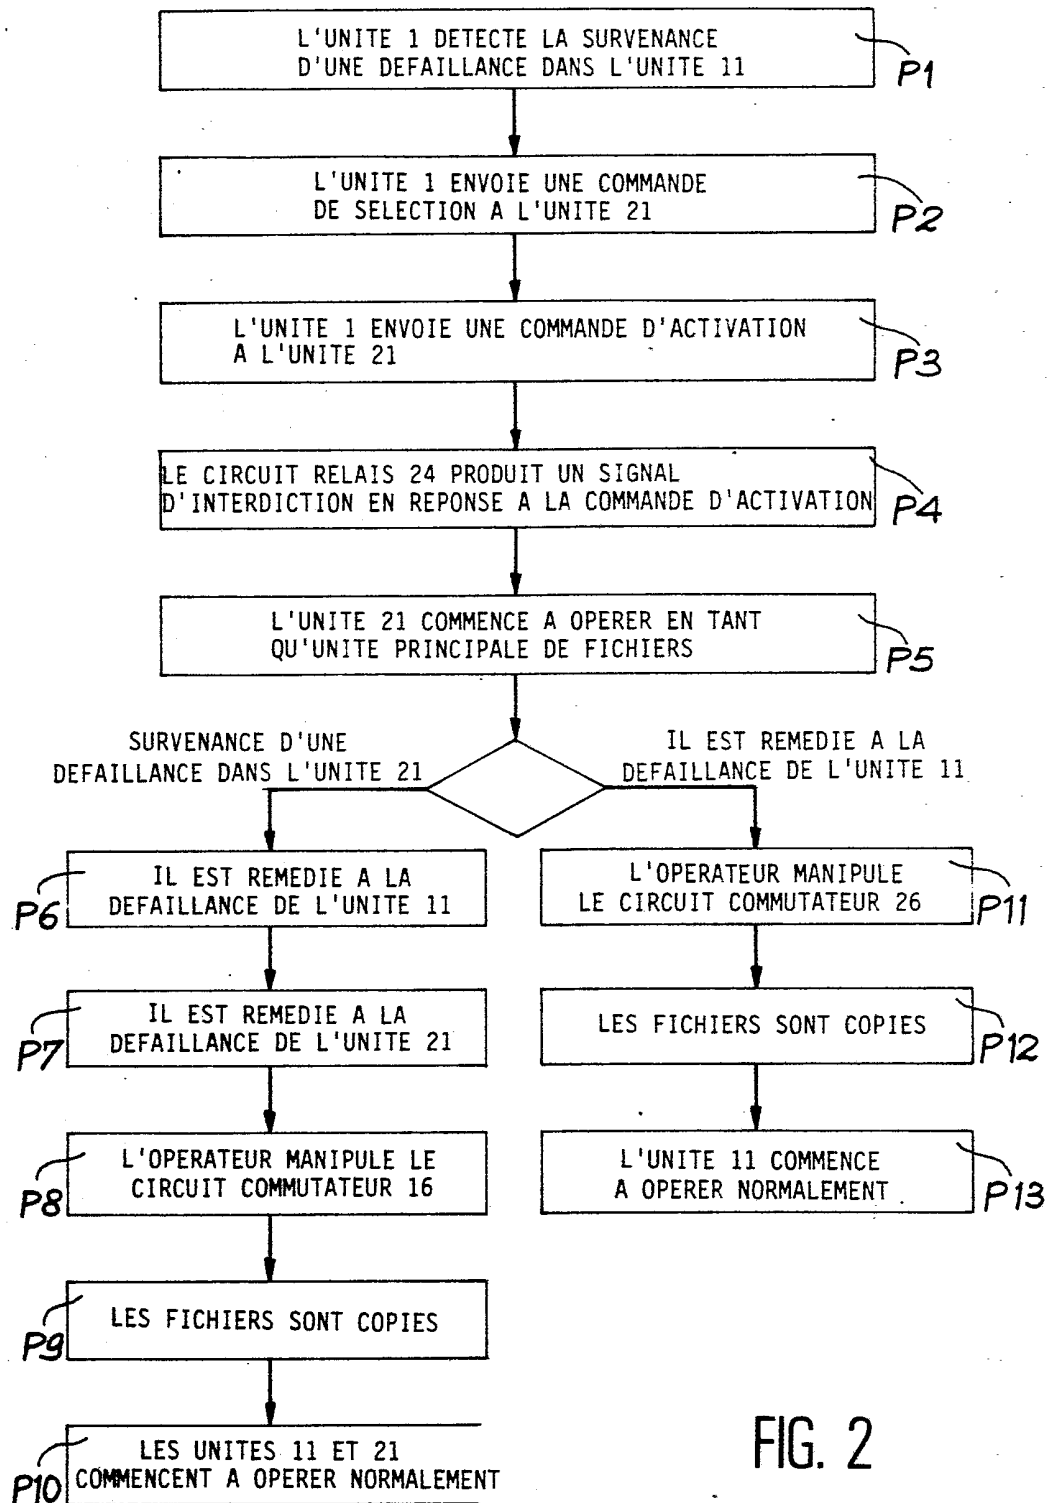 L'UNITE 1 DETECTE LA SURVENANCE
D'UNE DEFAILLANCE DANS L'UNITE 11
P1
L'UNITE 1 ENVOIE UNE COMMANDE
DE SELECTION A L'UNITE 21
P2
L'UNITE 1 ENVOIE UNE COMMANDE D'ACTIVATION
A L'UNITE 21
P3
LE CIRCUIT RELAIS 24 PRODUIT UN SIGNAL
D'INTERDICTION EN REPONSE A LA COMMANDE D'ACTIVATION
P4
L'UNITE 21 COMMENCE A OPERER EN TANT
QU'UNITE PRINCIPALE DE FICHIERS
P5
SURVENANCE D'UNE
DEFAILLANCE DANS L'UNITE 21
IL EST REMEDIE A LA
DEFAILLANCE DE L'UNITE 11
IL EST REMEDIE A LA
DEFAILLANCE DE L'UNITE 11
P6
IL EST REMEDIE A LA
DEFAILLANCE DE L'UNITE 21
P7
L'OPERATEUR MANIPULE LE
CIRCUIT COMMUTATEUR 16
P8
LES FICHIERS SONT COPIES
P9
LES UNITES 11 ET 21
COMMENCENT A OPERER NORMALEMENT
P10
L'OPERATEUR MANIPULE
LE CIRCUIT COMMUTATEUR 26
P11
LES FICHIERS SONT COPIES
P12
L'UNITE 11 COMMENCE
A OPERER NORMALEMENT
P13
FIG. 2